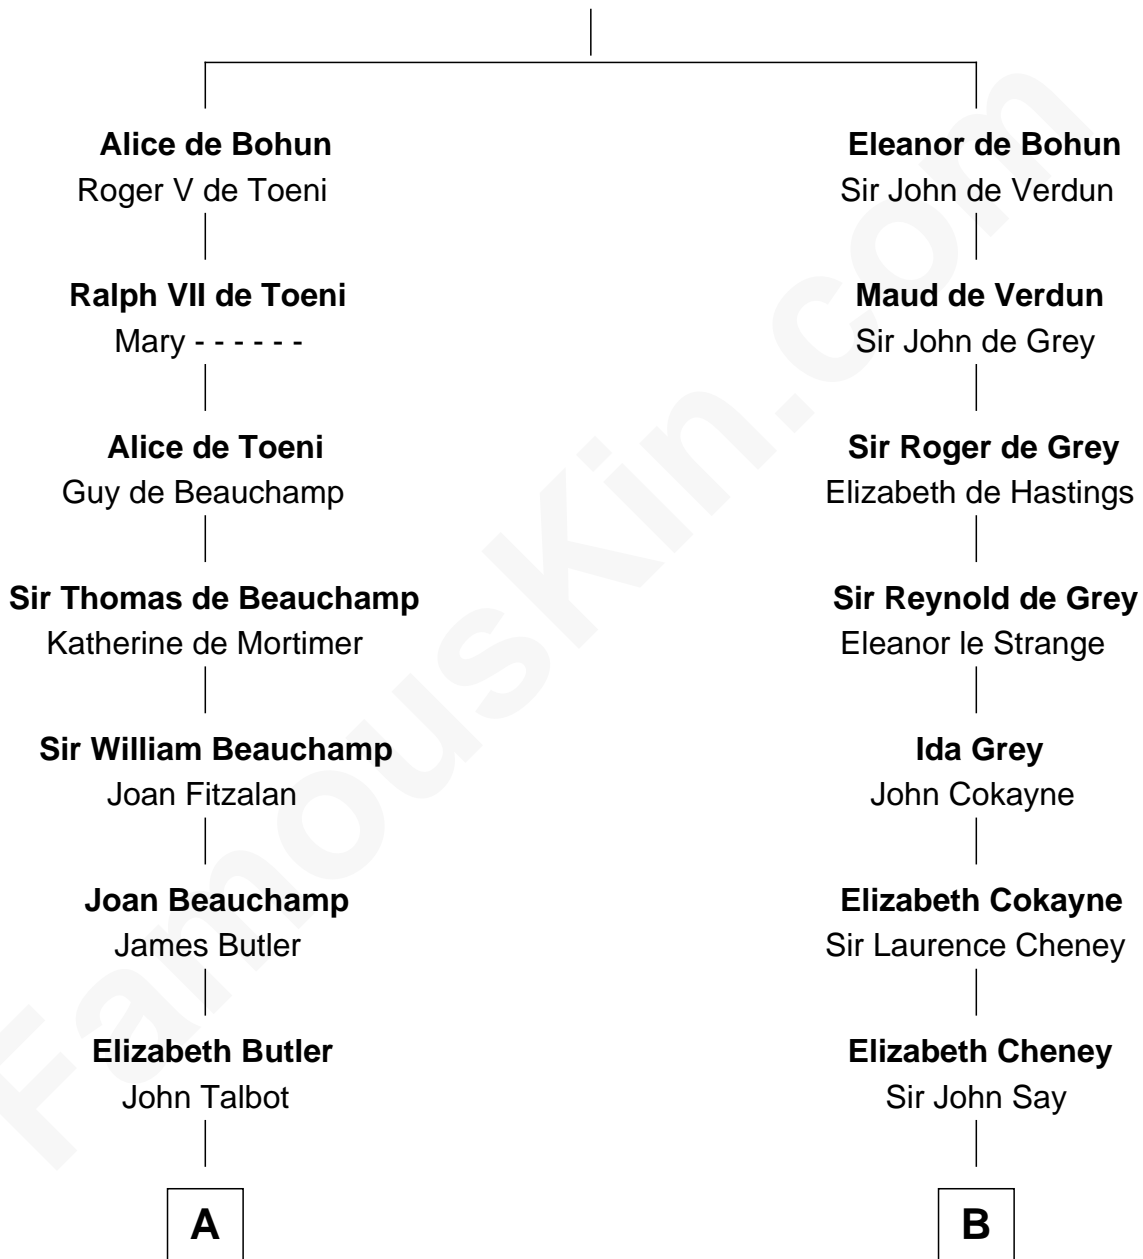 Alice de Bohun
Roger V de Toeni
Eleanor de Bohun
Sir John de Verdun
Ralph VII de Toeni
Mary - - - - - -
Maud de Verdun
Sir John de Grey
Alice de Toeni
Guy de Beauchamp
Sir Roger de Grey
Elizabeth de Hastings
Sir Thomas de Beauchamp
Katherine de Mortimer
Sir Reynold de Grey
Eleanor le Strange
Sir William Beauchamp
Joan Fitzalan
Ida Grey
John Cokayne
Joan Beauchamp
James Butler
Elizabeth Cokayne
Sir Laurence Cheney
Elizabeth Butler
John Talbot
Elizabeth Cheney
Sir John Say
A
B
FamousKin.com